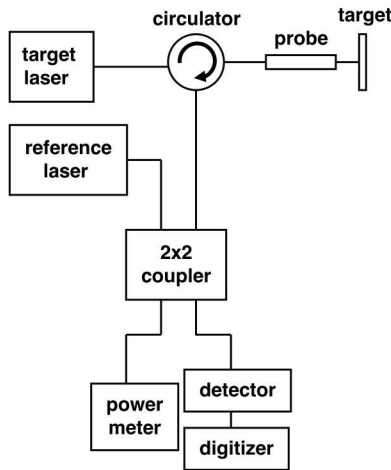 circulator
target
target
laser
probe
reference
laser
2x2
coupler
power
meter
detector
digitizer